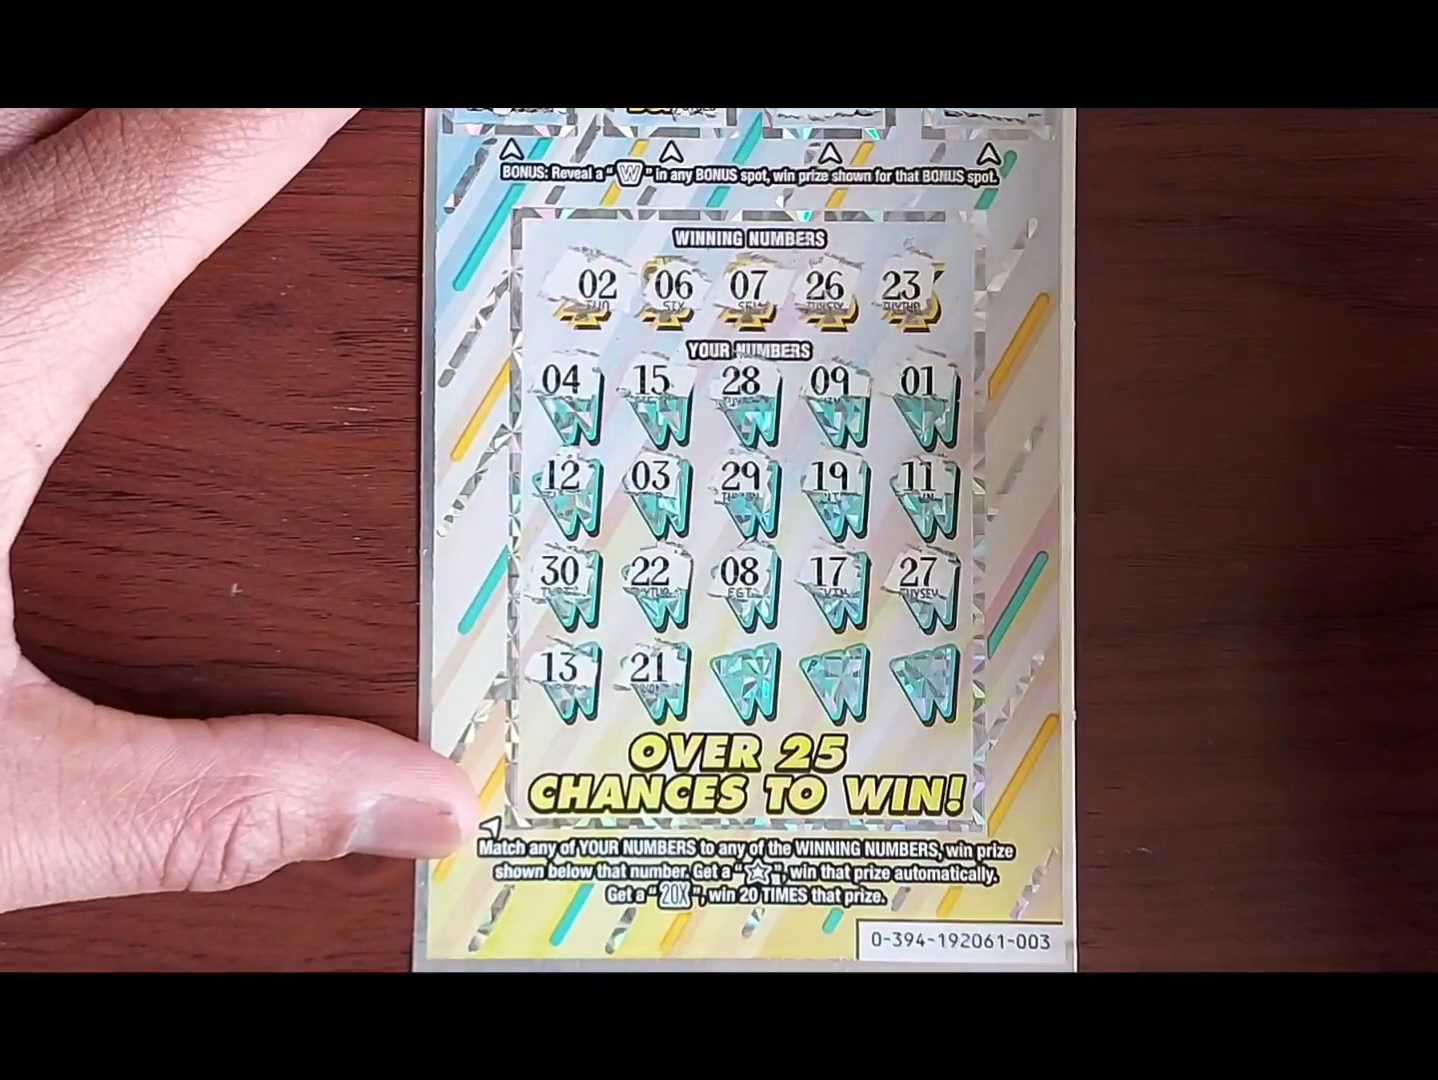 BONUS: Reveal a "W" in any BONUS spot, win prize shown for that BONUS spot.
WINNING NUMBERS
02 06 07 26 23
SIX
YOUR NUMBERS
04 15 28 09 01
12 03 29 19 11
30 22 08 17 27
13 21
OVER 25
CHANCES TO WIN!
Match any of YOUR NUMBERS to any of the WINNING NUMBERS, win prize
shown below that number. Get a "", win that prize automatically.
Get a "20X", win 20 TIMES that prize.
0-394-192061-003